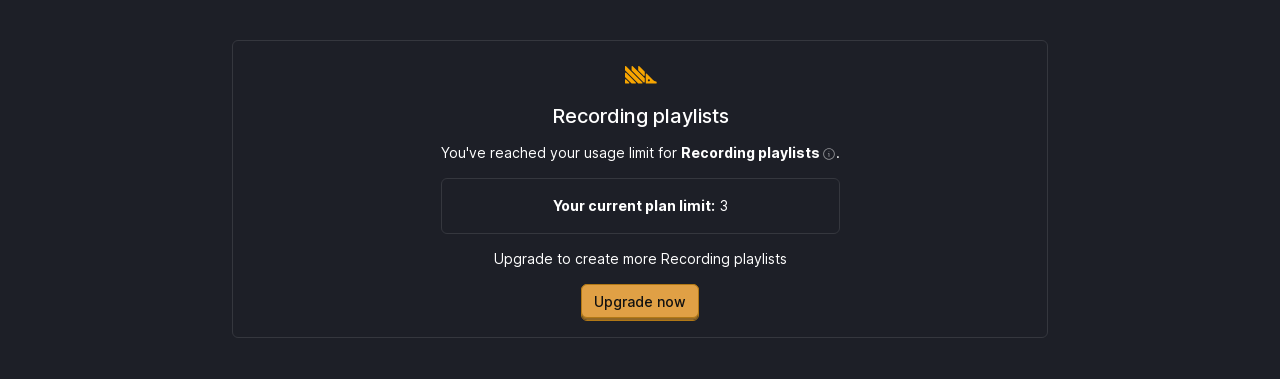 Recording playlists
You've reached your usage limit for Recording playlists.
Your current plan limit: 3
Upgrade to create more Recording playlists
Upgrade now